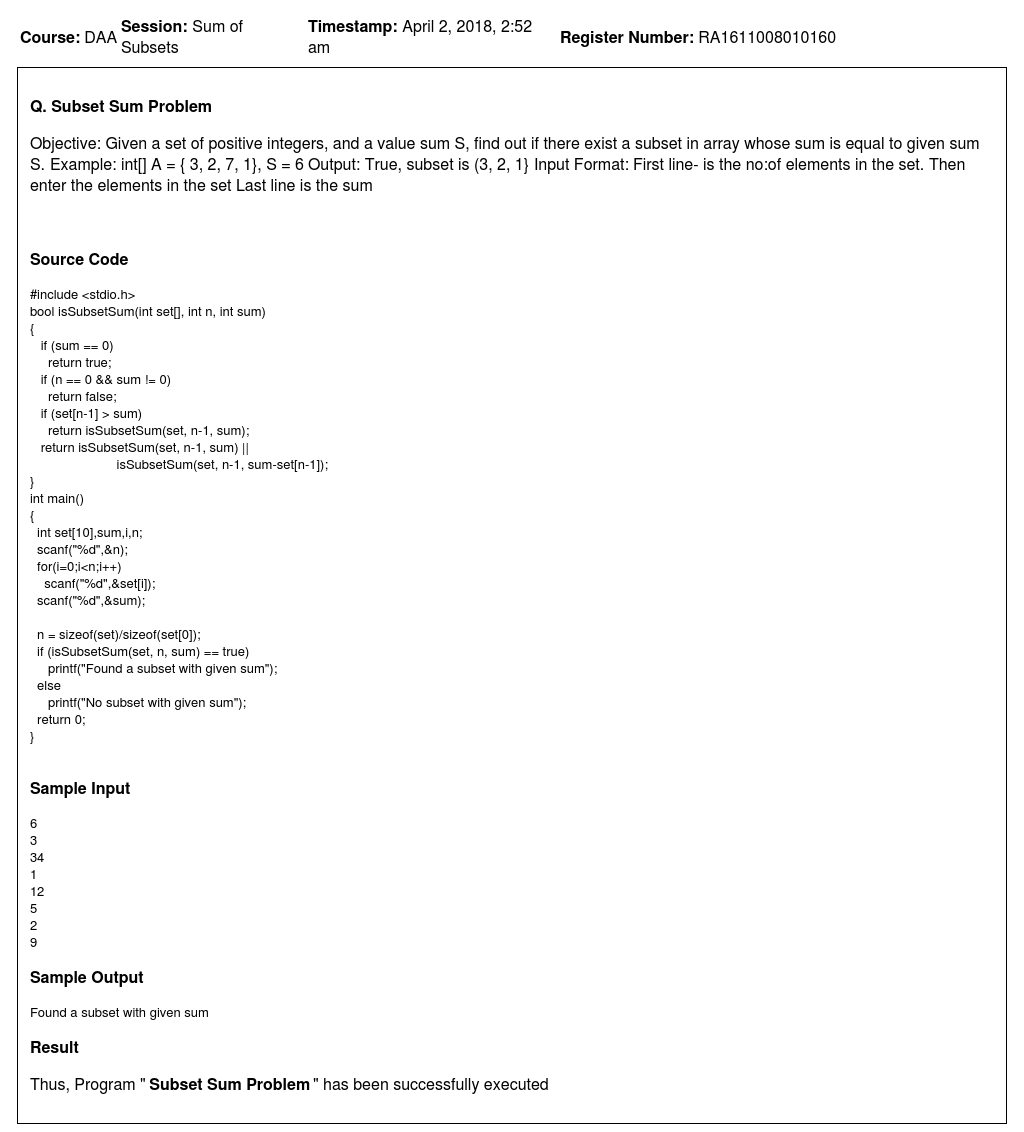 Course: DAA Session: Sum of Subsets Timestamp: April 2, 2018, 2:52 am Register Number: RA1611008010160
Q. Subset Sum Problem
Objective: Given a set of positive integers, and a value sum S, find out if there exist a subset in array whose sum is equal to given sum
S. Example: int[] A = { 3, 2, 7, 1}, S = 6 Output: True, subset is (3, 2, 1} Input Format: First line- is the no:of elements in the set. Then
enter the elements in the set Last line is the sum
Source Code
#include <stdio.h>
bool isSubsetSum(int set[], int n, int sum)
{
   if (sum == 0)
     return true;
   if (n == 0 && sum != 0)
     return false;
   if (set[n-1] > sum)
     return isSubsetSum(set, n-1, sum);
   return isSubsetSum(set, n-1, sum) ||
                        isSubsetSum(set, n-1, sum-set[n-1]);
}
int main()
{
  int set[10],sum,i,n;
  scanf("%d",&n);
  for(i=0;i<n;i++)
    scanf("%d",&set[i]);
  scanf("%d",&sum);

  n = sizeof(set)/sizeof(set[0]);
  if (isSubsetSum(set, n, sum) == true)
     printf("Found a subset with given sum");
  else
     printf("No subset with given sum");
  return 0;
}
Sample Input
6
3
34
1
12
5
2
9
Sample Output
Found a subset with given sum
Result
Thus, Program " Subset Sum Problem " has been successfully executed